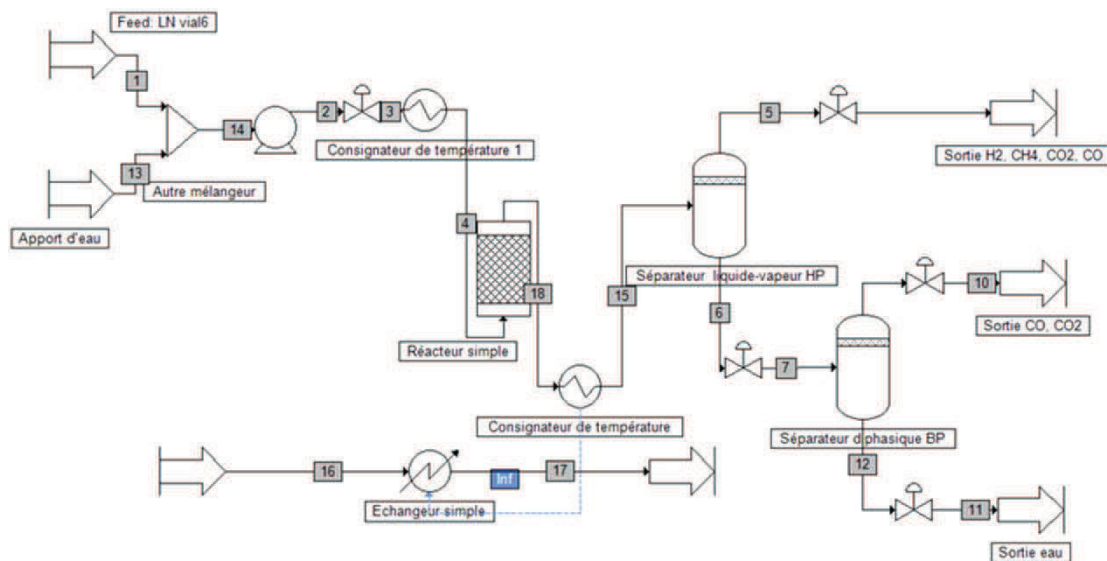 Feed: LN vial6
1
14
2
3
Consignateur de température 1
13
Autre mélangeur
Apport d'eau
5
Sortie H2, CH4, CO2, CO
4
18
Réacteur simple
15
Séparateur liquide-vapeur HP
6
7
10
Sortie CO, CO2
Consignateur de température
Séparateur diphasique BP
16
Inf
17
Echangeur simple
12
11
Sortie eau